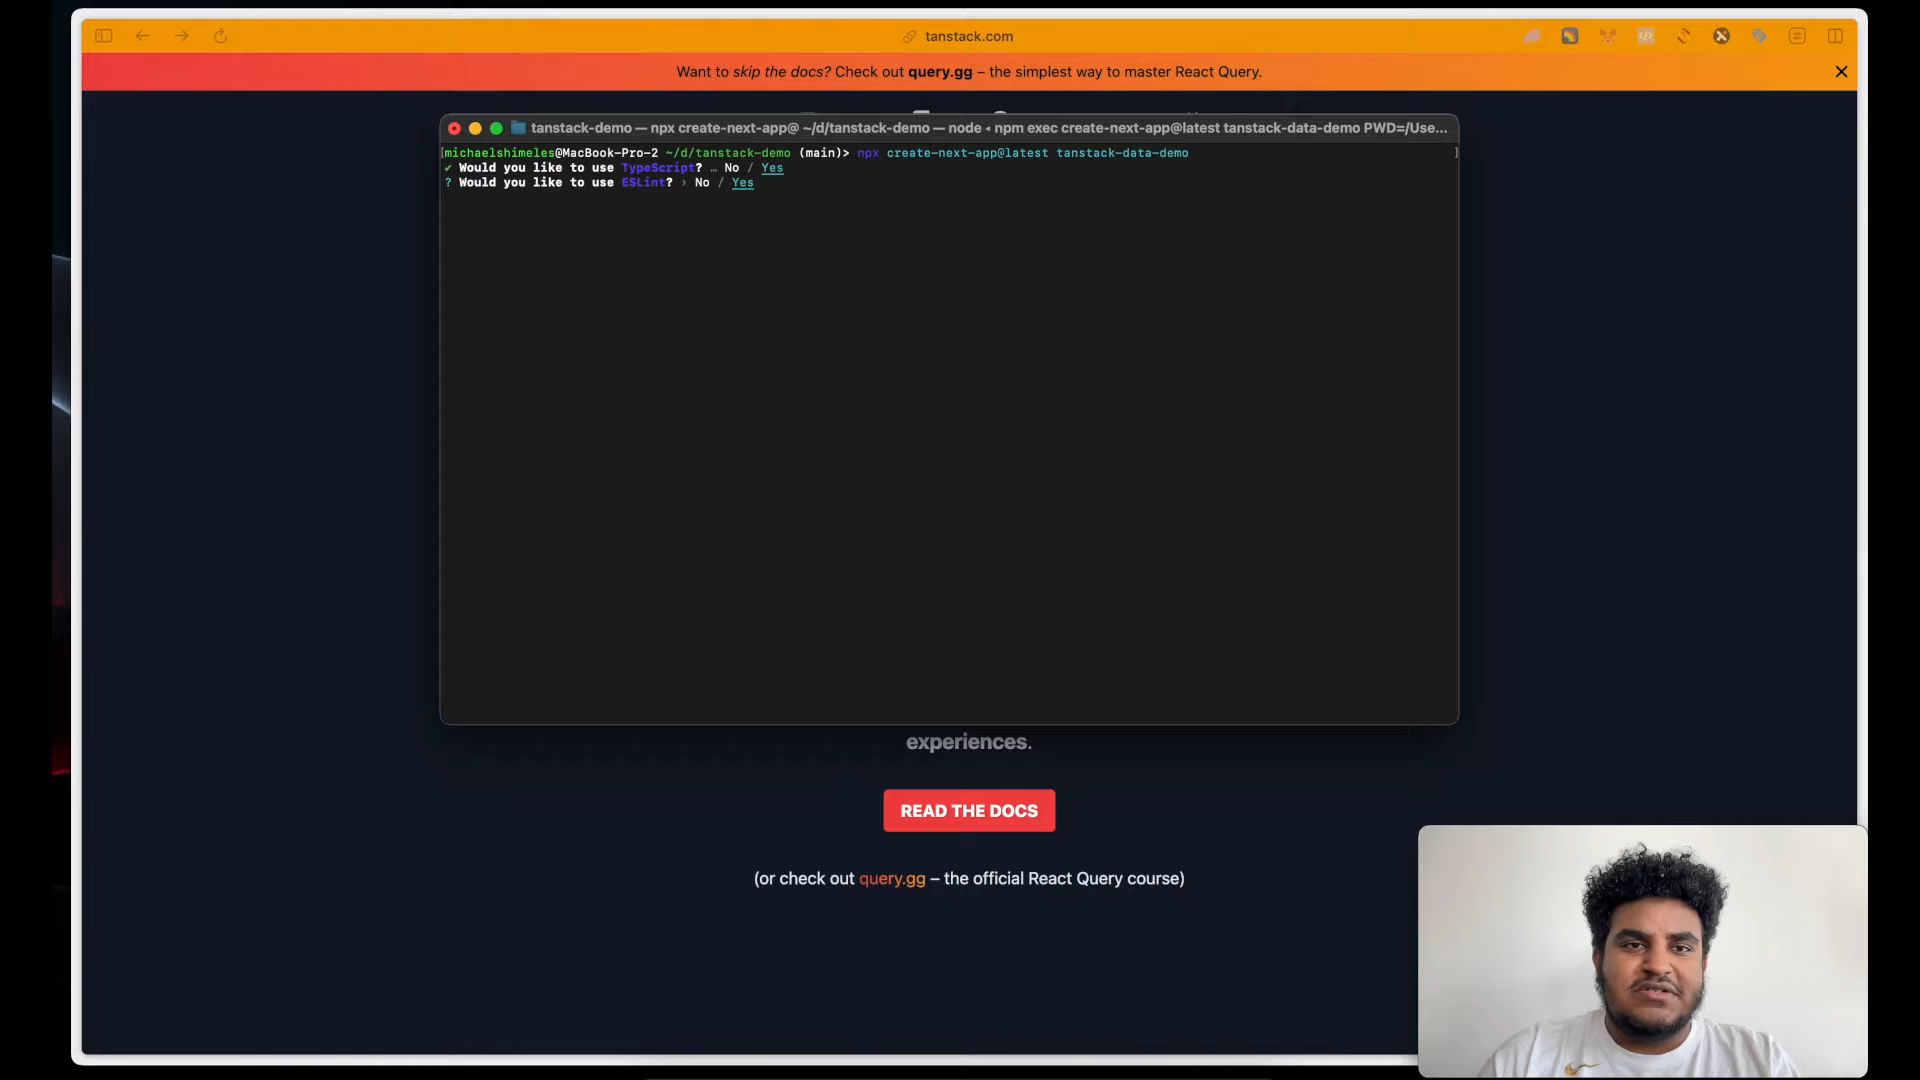 tanstack.com
Want to skip the docs? Check out query.gg – the simplest way to master React Query.
tanstack-demo — npx create-next-app@ ~/d/tanstack-demo — node ◂ npm exec create-next-app@latest tanstack-data-demo PWD=/Use...
[michaelshimeles@MacBook-Pro-2 ~/d/tanstack-demo (main)> npx create-next-app@latest tanstack-data-demo ]
✔ Would you like to use TypeScript? … No / Yes
? Would you like to use ESLint? › No / Yes
experiences.
READ THE DOCS
(or check out query.gg – the official React Query course)